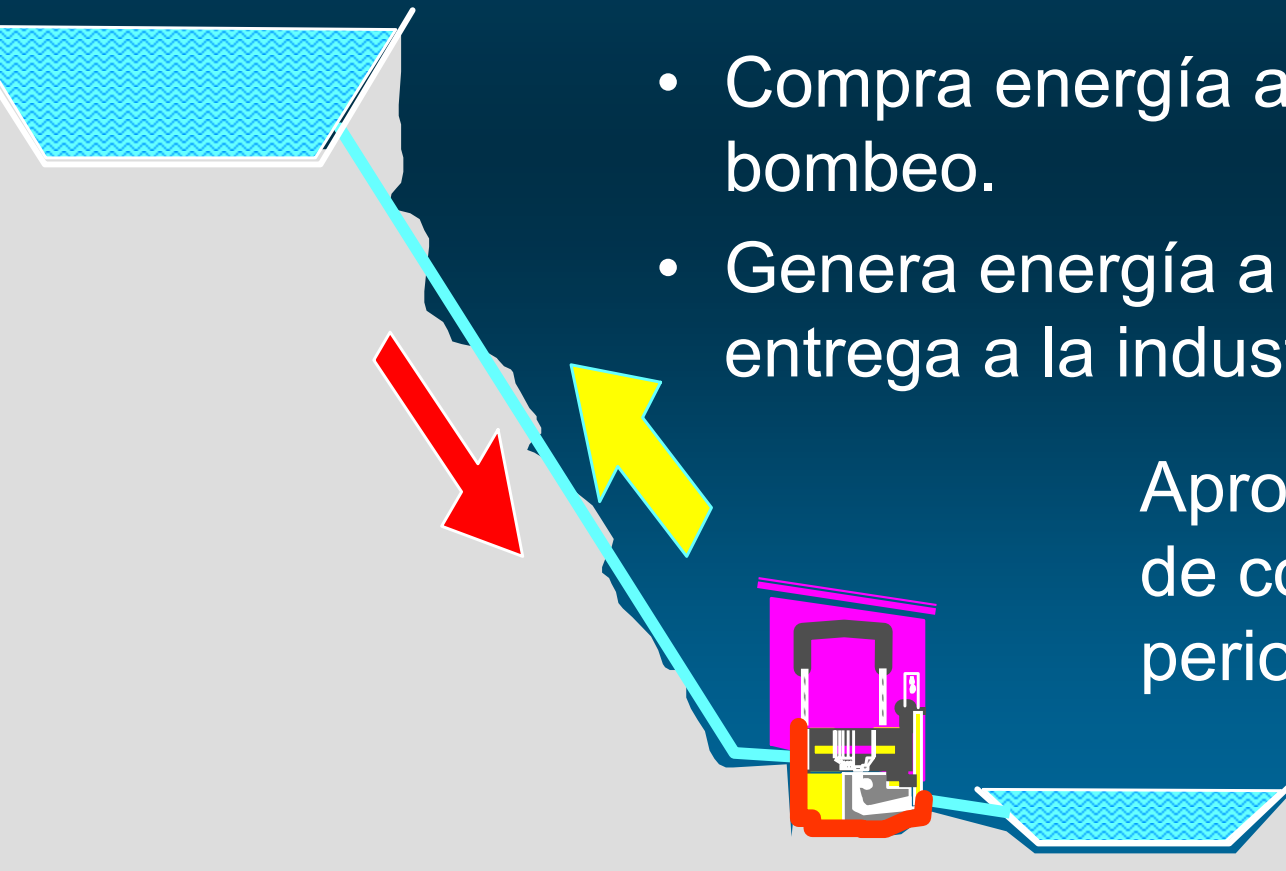 • Compra energía a
bombeo.
• Genera energía a
entrega a la indus
Apro
de co
perio